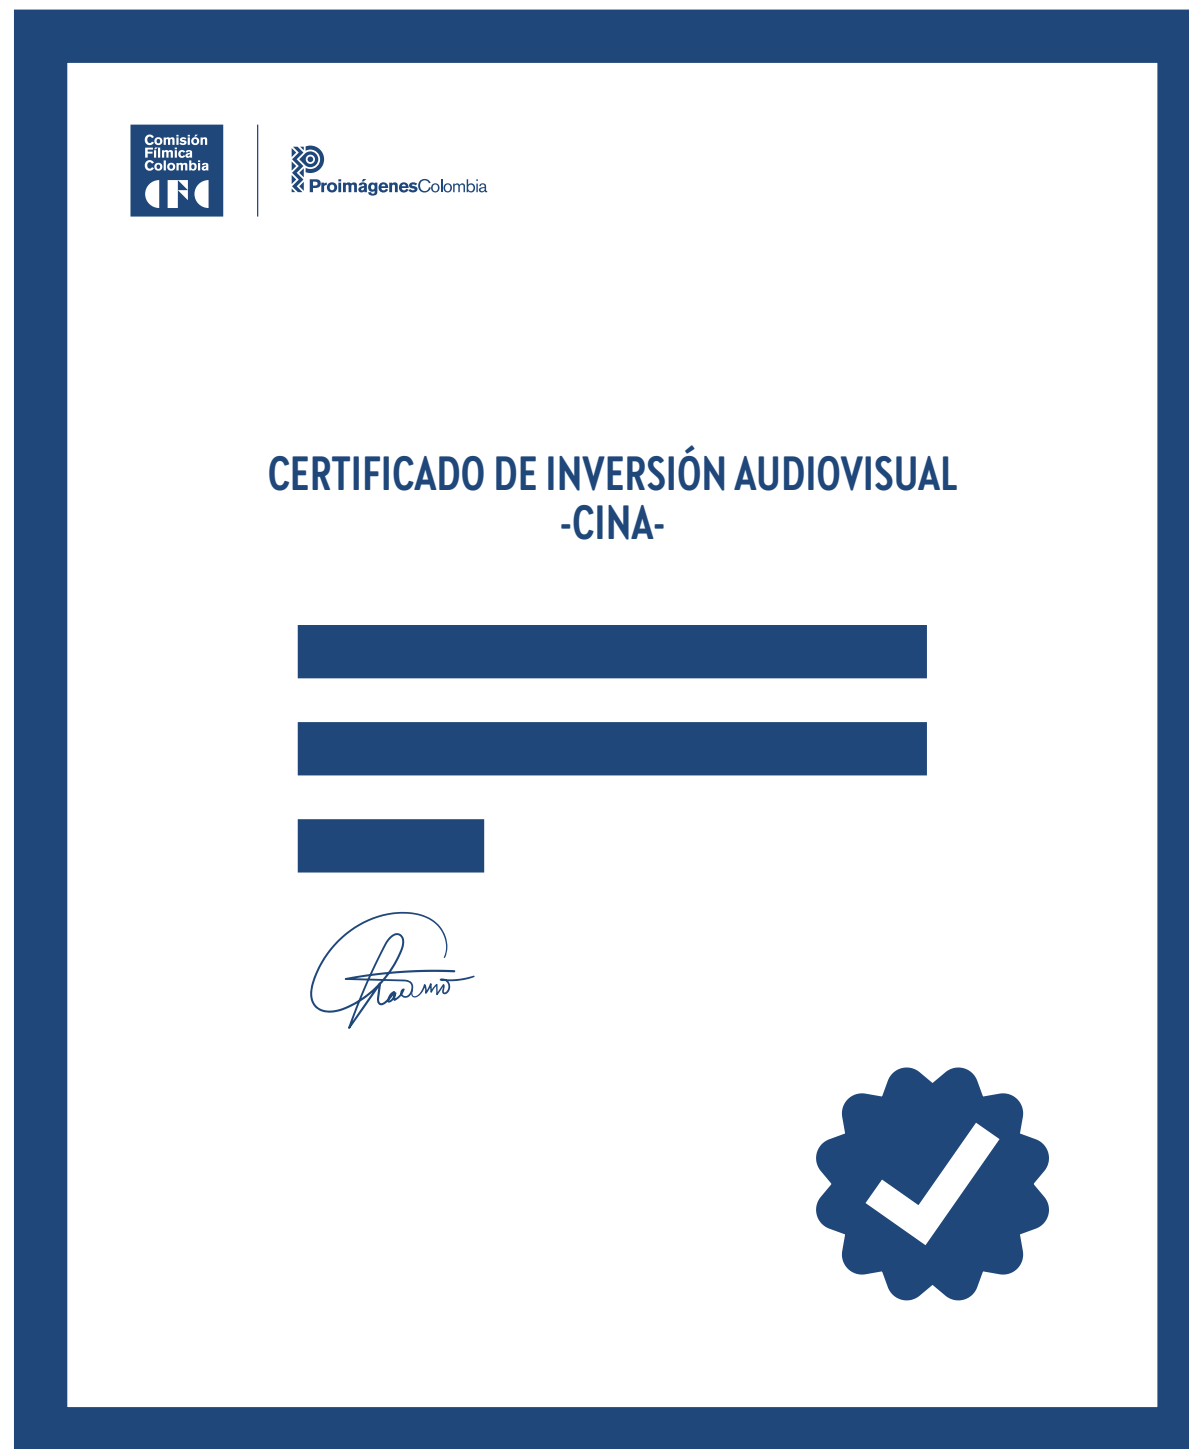 Comisión
Fílmica
Colombia
CFC
ProimágenesColombia
CERTIFICADO DE INVERSIÓN AUDIOVISUAL
-CINA-